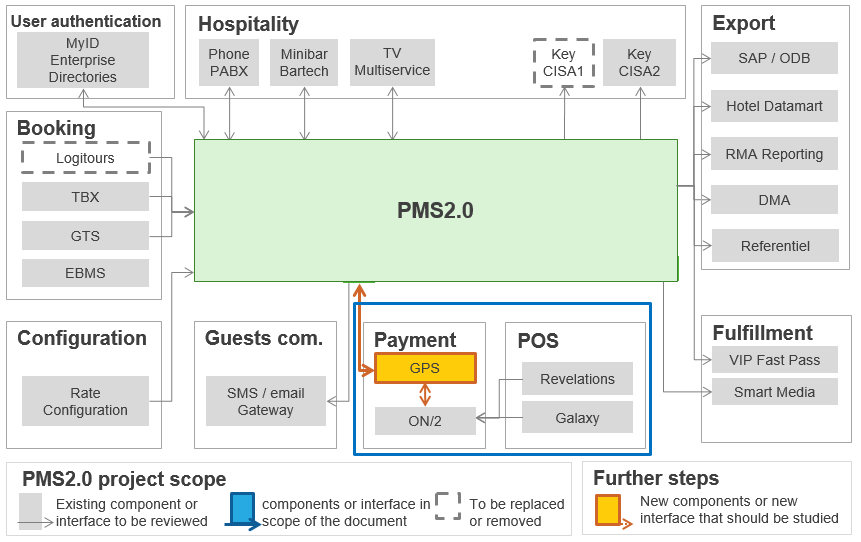 User authentication
MyID
Enterprise
Directories
Hospitality
Phone
PABX
Minibar
Bartech
TV
Multiservice
Key
CISA1
Key
CISA2
Export
SAP / ODB
Hotel Datamart
RMA Reporting
DMA
Referentiel
Booking
Logitours
TBX
GTS
EBMS
PMS2.0
Configuration
Rate
Configuration
Guests com.
SMS / email
Gateway
Payment
GPS
ON/2
POS
Revelations
Galaxy
Fulfillment
VIP Fast Pass
Smart Media
PMS2.0 project scope
Existing component or
interface to be reviewed
components or interface in
scope of the document
To be replaced
or removed
Further steps
New components or new
interface that should be studied